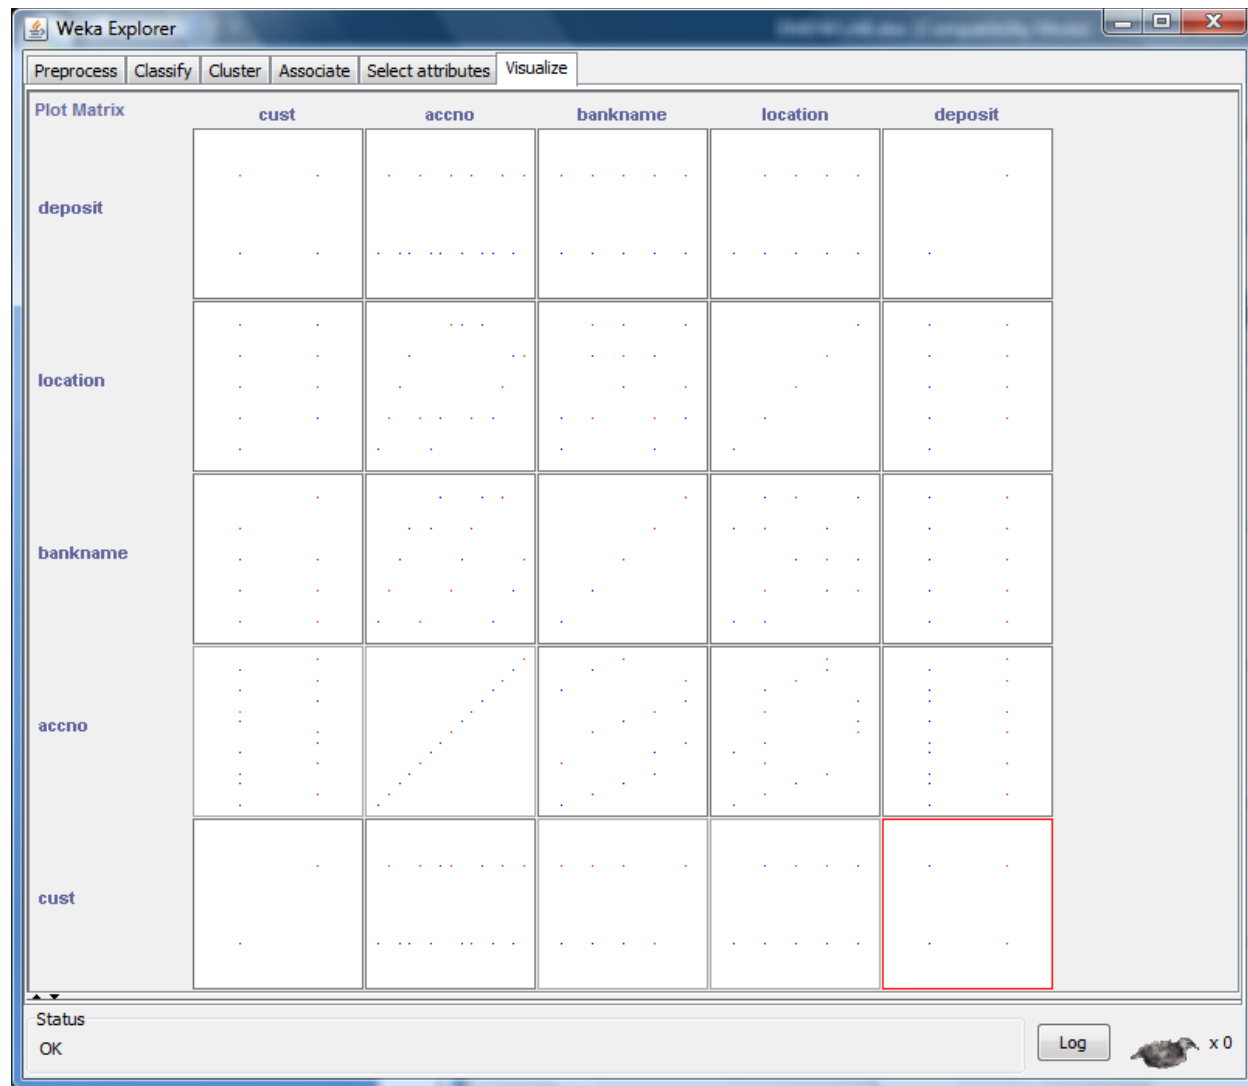 Weka Explorer
Preprocess Classify Cluster Associate Select attributes Visualize
Plot Matrix cust accno bankname location deposit
deposit
location
bankname
accno
cust
Status
OK
Log
x 0